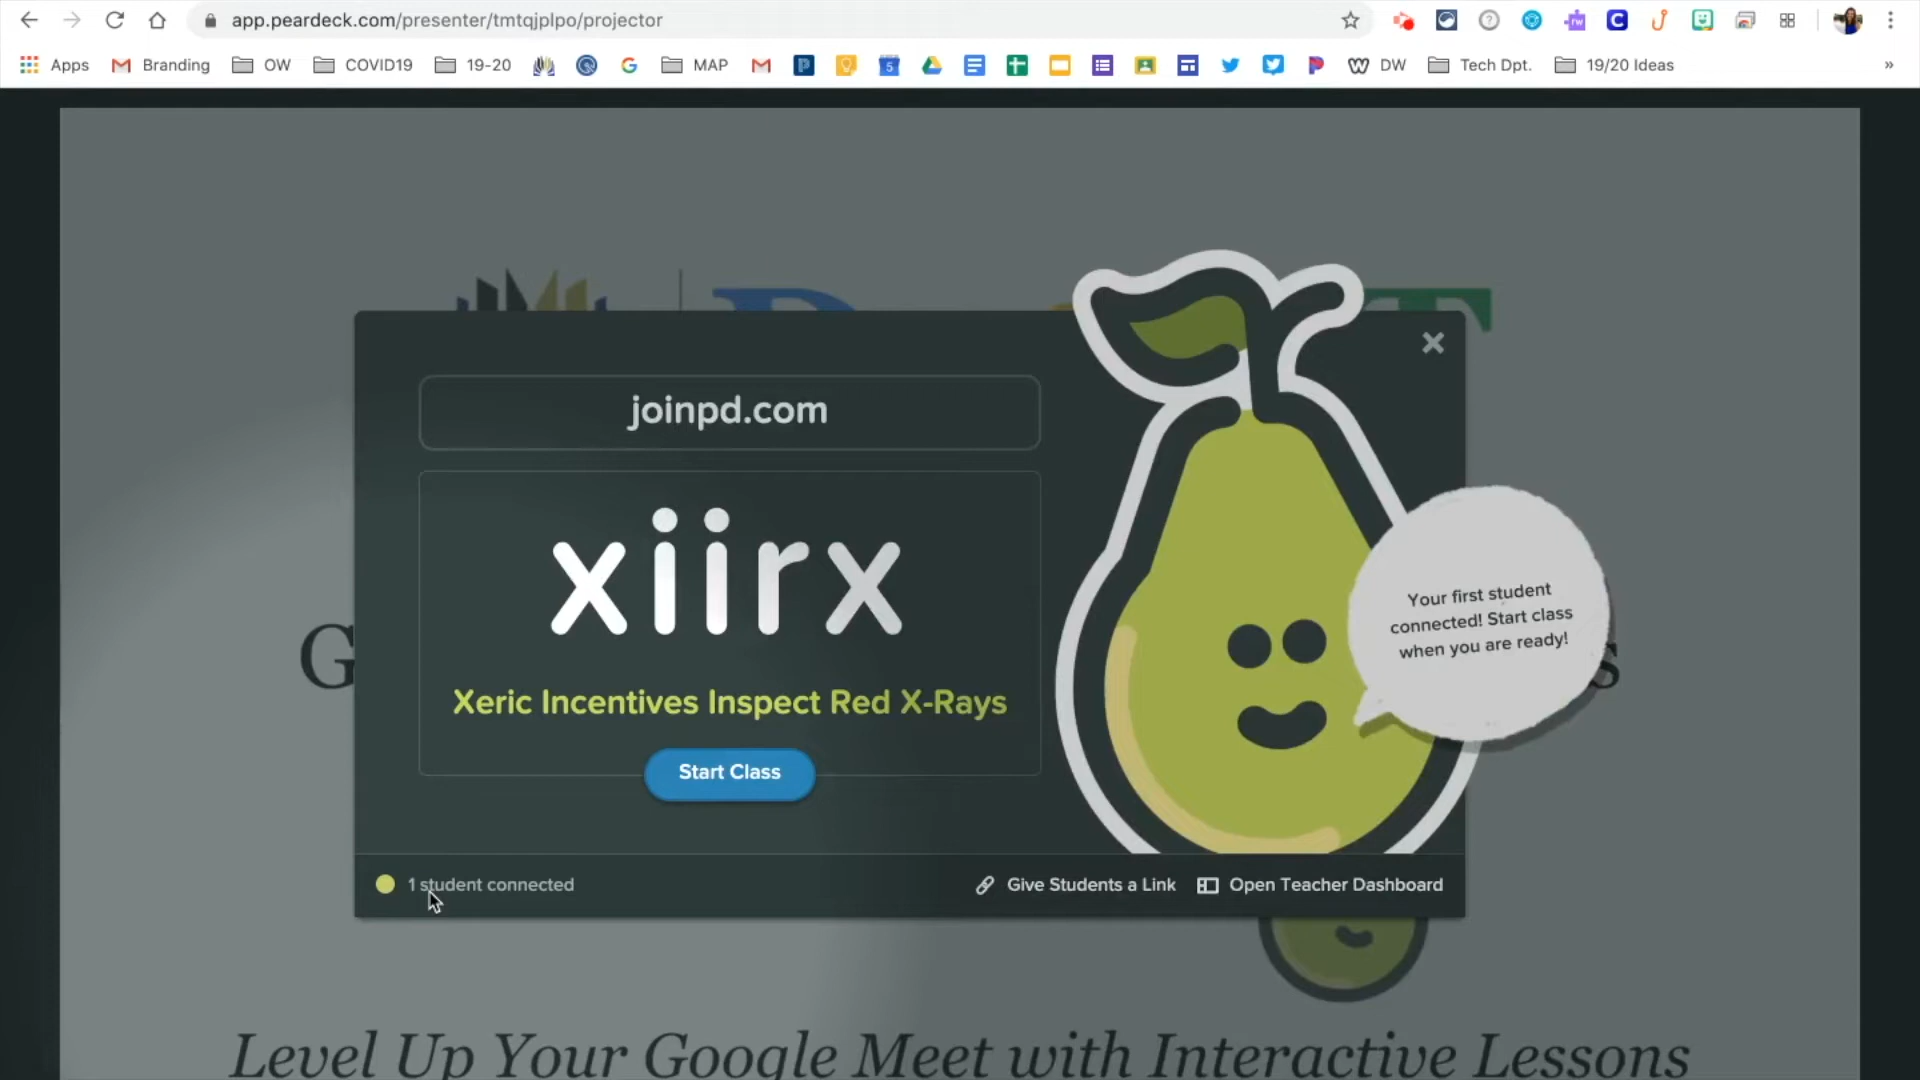 app.peardeck.com/presenter/tmtqjplpo/projector
Apps Branding OW COVID19 19-20 MAP DW Tech Dpt. 19/20 Ideas »
joinpd.com
xiirx
Xeric Incentives Inspect Red X-Rays
Start Class
Your first student
connected! Start class
when you are ready!
1 student connected
Give Students a Link
Open Teacher Dashboard
Level Up Your Google Meet with Interactive Lessons